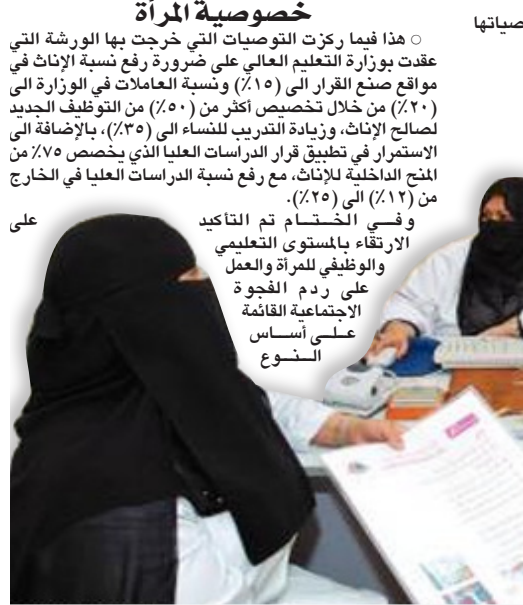 صياتها
خصوصية المرأة
○ هذا فيما ركزت التوصيات التي خرجت بها الورشة التي
عقدت بوزارة التعليم العالي على ضرورة رفع نسبة الإناث في
مواقع صنع القرار الى (١٥٪) ونسبة العاملات في الوزارة الى
(٢٠٪) من خلال تخصيص أكثر من (٥٠٪) من التوظيف الجديد
لصالح الإناث، وزيادة التدريب للنساء الى (٣٥٪)، بالإضافة الى
الاستمرار في تطبيق قرار الدراسات العليا الذي يخصص ٧٥٪ من
المنح الداخلية للإناث، مع رفع نسبة الدراسات العليا في الخارج
من (١٢٪) الى (٢٥٪).
وفي الختام تم التأكيد على
الارتقاء بالمستوى التعليمي
والوظيفي للمرأة والعمل
على ردم الفجوة
الاجتماعية القائمة
على أساس
النوع